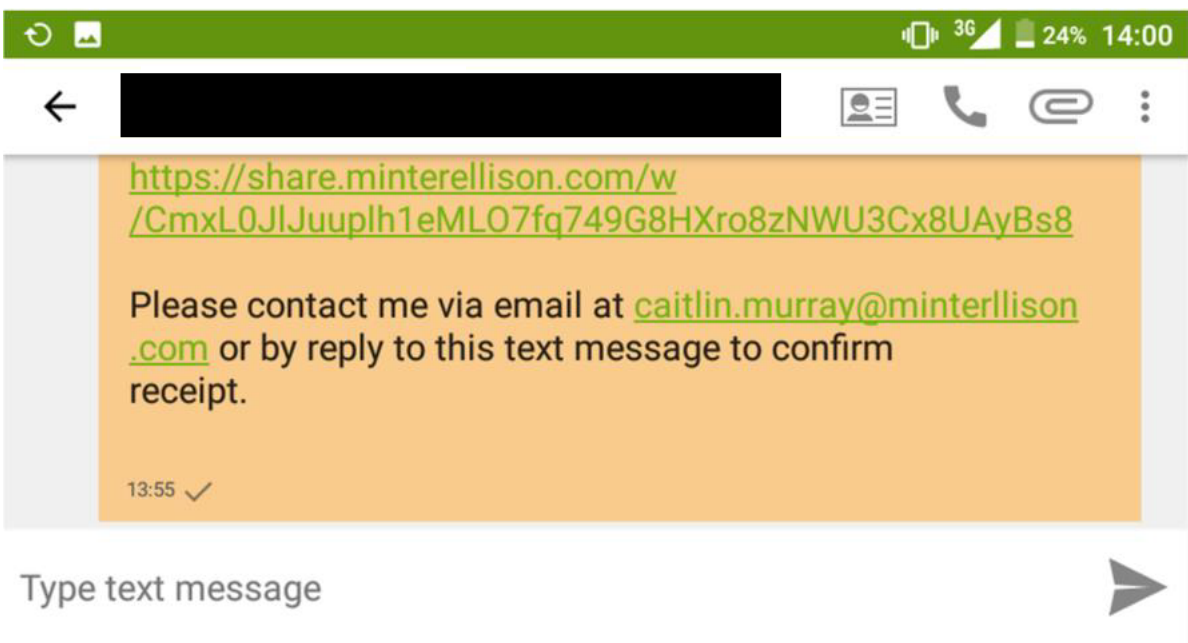 3G 24% 14:00
https://share.minterellison.com/w
/CmxL0JlJuuplh1eMLO7fq749G8HXro8zNWU3Cx8UAyBs8
Please contact me via email at caitlin.murray@minterllison
.com or by reply to this text message to confirm
receipt.
13:55
Type text message